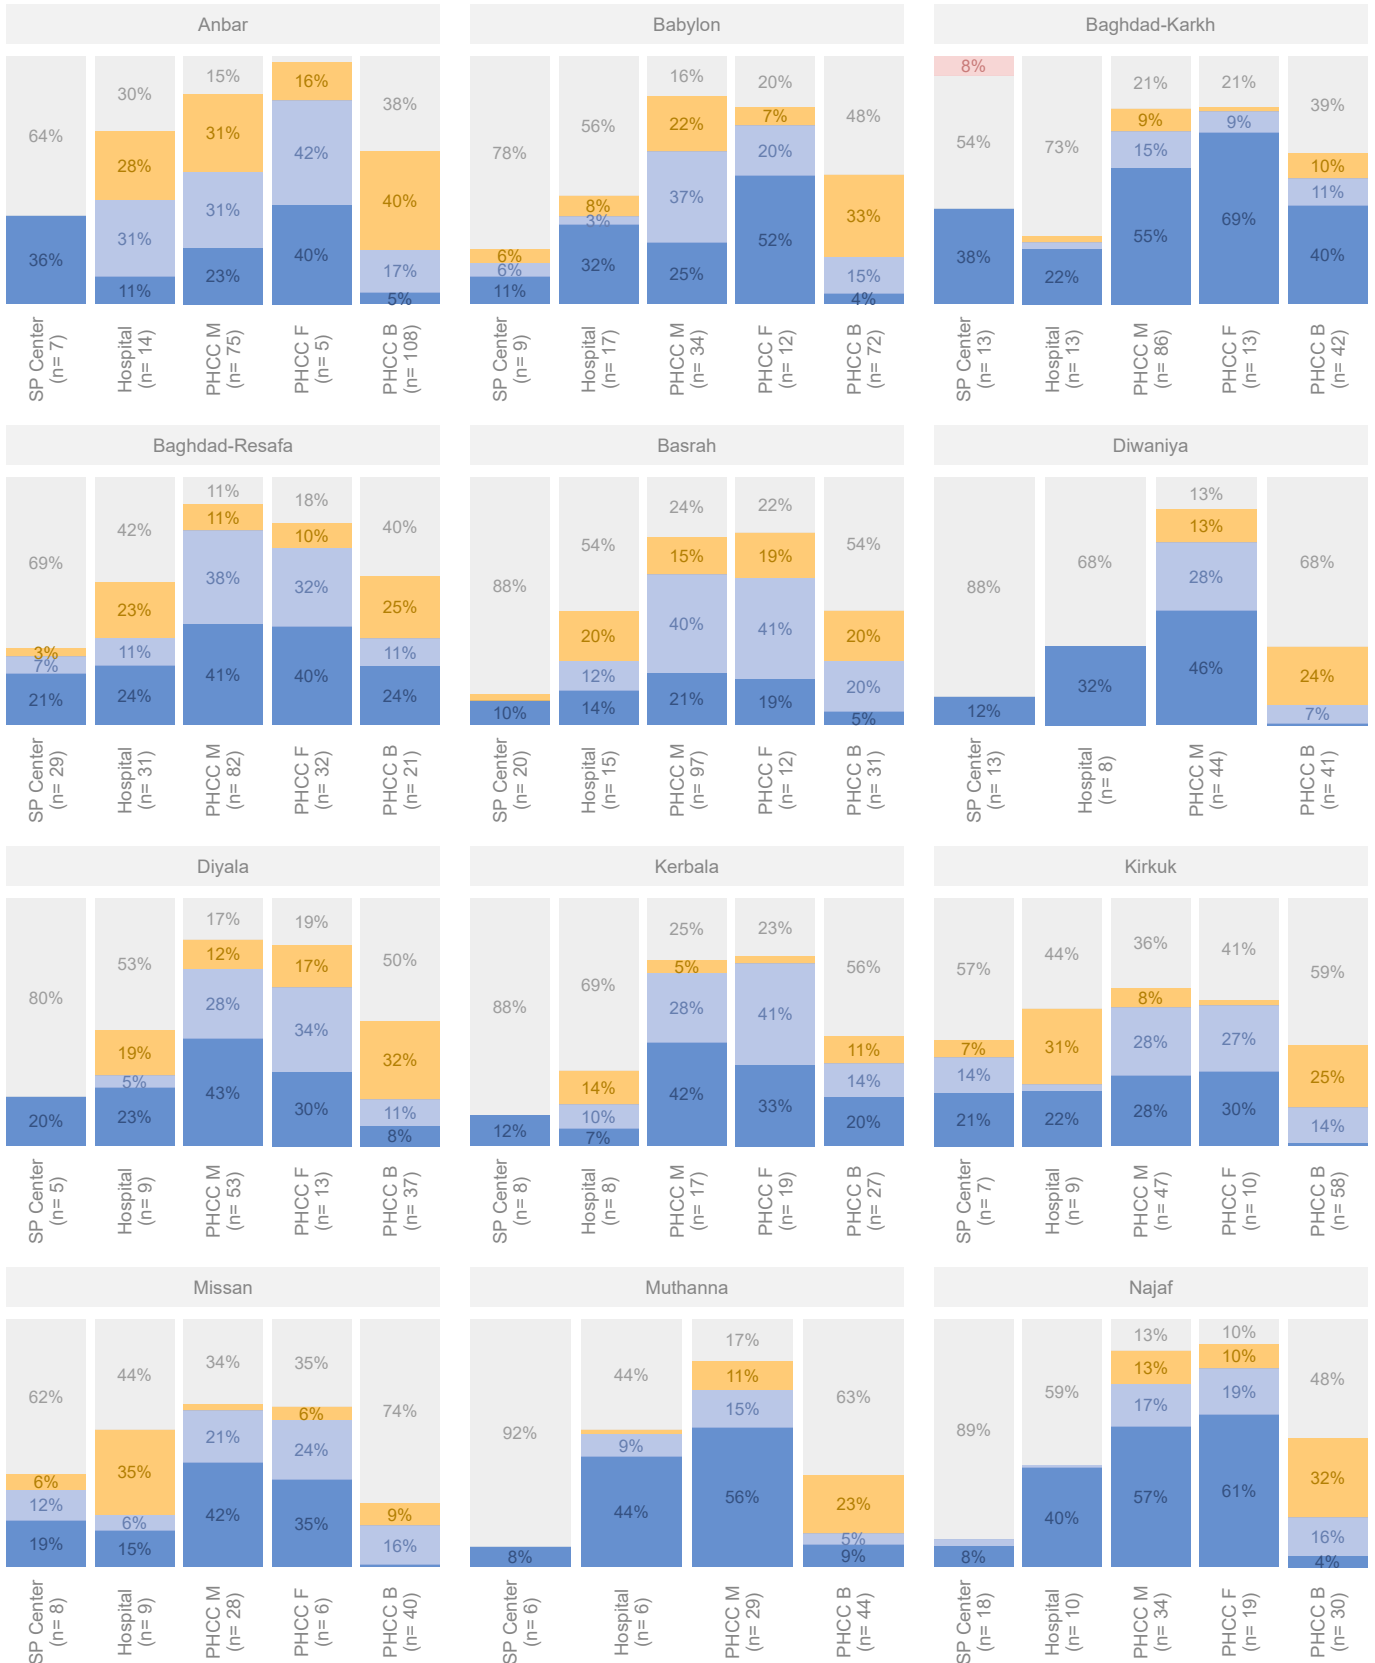 Anbar
64%
36%
30%
28%
31%
11%
15%
31%
31%
23%
16%
42%
40%
38%
40%
17%
5%
SP Center
(n= 7)
Hospital
(n= 14)
PHCC M
(n= 75)
PHCC F
(n= 5)
PHCC B
(n= 108)
Babylon
78%
6%
6%
11%
56%
8%
3%
32%
16%
22%
37%
25%
20%
7%
20%
52%
48%
33%
15%
4%
SP Center
(n= 9)
Hospital
(n= 17)
PHCC M
(n= 34)
PHCC F
(n= 12)
PHCC B
(n= 72)
Baghdad-Karkh
8%
54%
38%
73%
22%
21%
9%
15%
55%
21%
9%
69%
39%
10%
11%
40%
SP Center
(n= 13)
Hospital
(n= 13)
PHCC M
(n= 86)
PHCC F
(n= 13)
PHCC B
(n= 42)
Baghdad-Resafa
69%
3%
7%
21%
42%
23%
11%
24%
11%
11%
38%
41%
18%
10%
32%
40%
40%
25%
11%
24%
SP Center
(n= 29)
Hospital
(n= 31)
PHCC M
(n= 82)
PHCC F
(n= 32)
PHCC B
(n= 21)
Basrah
88%
10%
54%
20%
12%
14%
24%
15%
40%
21%
22%
19%
41%
19%
54%
20%
20%
5%
SP Center
(n= 20)
Hospital
(n= 15)
PHCC M
(n= 97)
PHCC F
(n= 12)
PHCC B
(n= 31)
Diwaniya
88%
12%
68%
32%
13%
13%
28%
46%
68%
24%
7%
SP Center
(n= 13)
Hospital
(n= 8)
PHCC M
(n= 44)
PHCC B
(n= 41)
Diyala
80%
20%
53%
19%
5%
23%
17%
12%
28%
43%
19%
17%
34%
30%
50%
32%
11%
8%
SP Center
(n= 5)
Hospital
(n= 9)
PHCC M
(n= 53)
PHCC F
(n= 13)
PHCC B
(n= 37)
Kerbala
88%
12%
69%
14%
10%
7%
25%
5%
28%
42%
23%
41%
33%
56%
11%
14%
20%
SP Center
(n= 8)
Hospital
(n= 8)
PHCC M
(n= 17)
PHCC F
(n= 19)
PHCC B
(n= 27)
Kirkuk
57%
7%
14%
21%
44%
31%
22%
36%
8%
28%
28%
41%
27%
30%
59%
25%
14%
SP Center
(n= 7)
Hospital
(n= 9)
PHCC M
(n= 47)
PHCC F
(n= 10)
PHCC B
(n= 58)
Missan
62%
6%
12%
19%
44%
35%
6%
15%
34%
21%
42%
35%
6%
24%
35%
74%
9%
16%
SP Center
(n= 8)
Hospital
(n= 9)
PHCC M
(n= 28)
PHCC F
(n= 6)
PHCC B
(n= 40)
Muthanna
92%
8%
44%
9%
44%
17%
11%
15%
56%
63%
23%
5%
9%
SP Center
(n= 6)
Hospital
(n= 6)
PHCC M
(n= 29)
PHCC B
(n= 44)
Najaf
89%
8%
59%
40%
13%
13%
17%
57%
10%
10%
19%
61%
48%
32%
16%
4%
SP Center
(n= 18)
Hospital
(n= 10)
PHCC M
(n= 34)
PHCC F
(n= 19)
PHCC B
(n= 30)